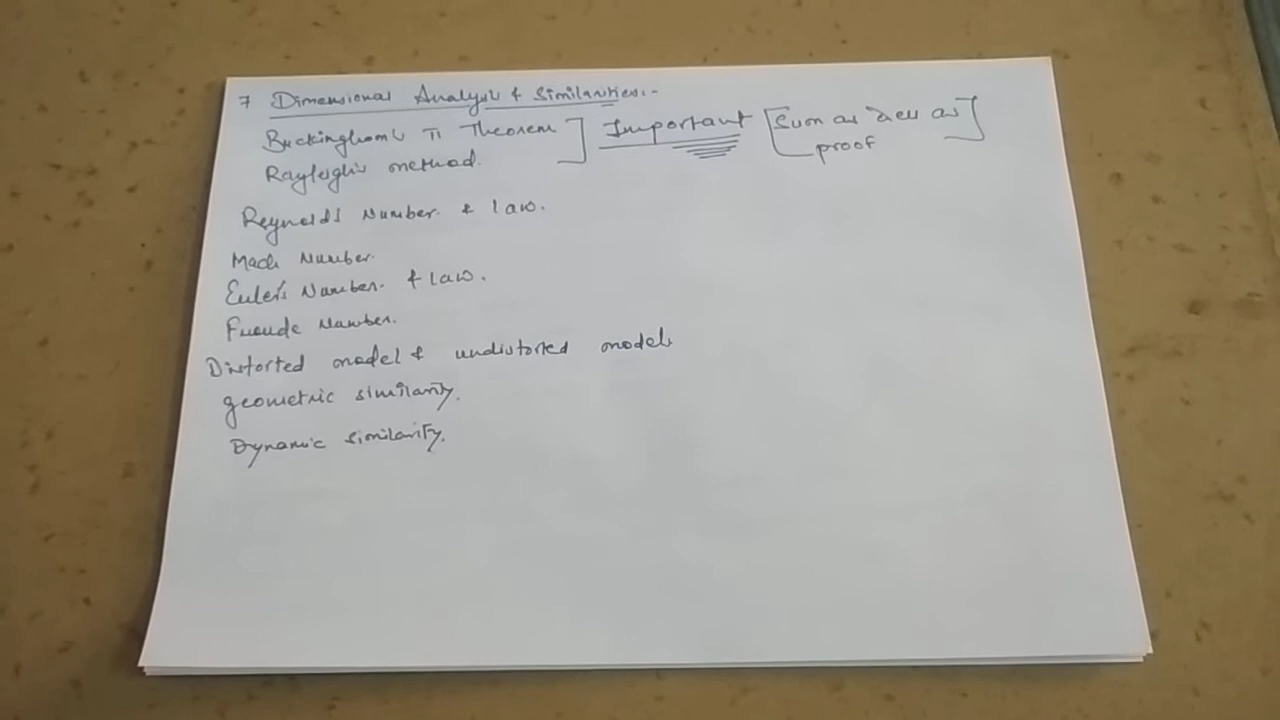 7 Dimensional Analysis & Similarities:-
Buckingham's π Theorem ] Important [Sum as well as]
Rayleigh's method. proof
Reynold's Number & law.
Mach Number.
Euler's Number. & law.
Froude Number.
Distorted model & undistorted models
geometric similarity.
Dynamic similarity.